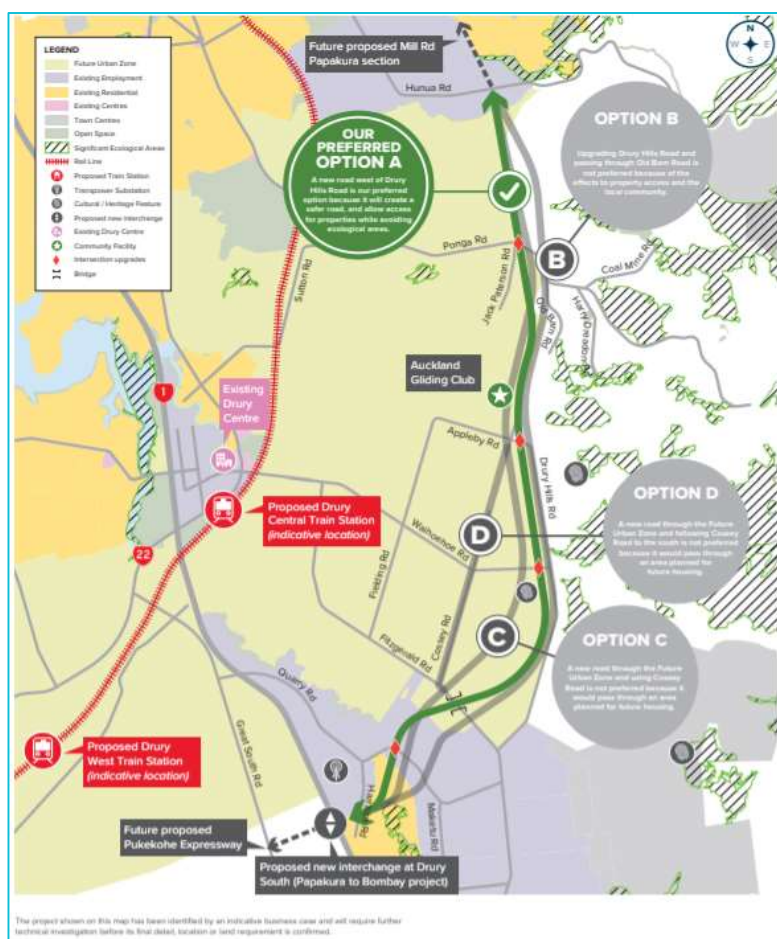 LEGEND
Future Urban Zone
Existing Employment
Existing Residential
Existing Centres
Town Centres
Open Space
Significant Ecological Areas
Rail Line
Proposed Train Station
Transpower Substation
Cultural / Heritage Feature
Proposed new interchange
Existing Drury Centre
Community Facility
Intervention upgrades
Bridge
Future proposed Mill Rd
Papakura section
Hunua Rd
N
W E
S
OUR
PREFERRED
OPTION A
A new road west of Drury
Hills Road is our preferred
option because it will create a
safer road, and allow access
for properties while avoiding
ecological areas.
OPTION B
Upgrading Drury Hills Road and
passing through Old Barn Road is
not preferred because of the
effects to property access and the
local community.
B
Ponga Rd
Coal Mine Rd
Sutton Rd
Jack Paterson Rd
Old Barn Rd
Auckland
Gliding Club
1
Existing
Drury
Centre
Appleby Rd
Drury Hills Rd
OPTION D
A new road through the Future
Urban Zone and following Cossey
Road to the south is not preferred
because it would pass through
an area planned for
future housing.
D
Proposed Drury
Central Train Station
(indicative location)
Waihoehoe Rd
22
Fielding Rd
Cossey Rd
Fitzgerald Rd
C
OPTION C
A new road through the Future
Urban Zone and using Cossey
Road is not preferred because it
would pass through an area
planned for future housing.
Quarry Rd
Great South Rd
Proposed Drury
West Train Station
(indicative location)
Maketu Rd
Future proposed
Pukekohe Expressway
Proposed new interchange at Drury
South (Papakura to Bombay project)
The project shown on this map has been identified by an indicative business case and will require further
technical investigation before its final detail, location or land requirement is confirmed.